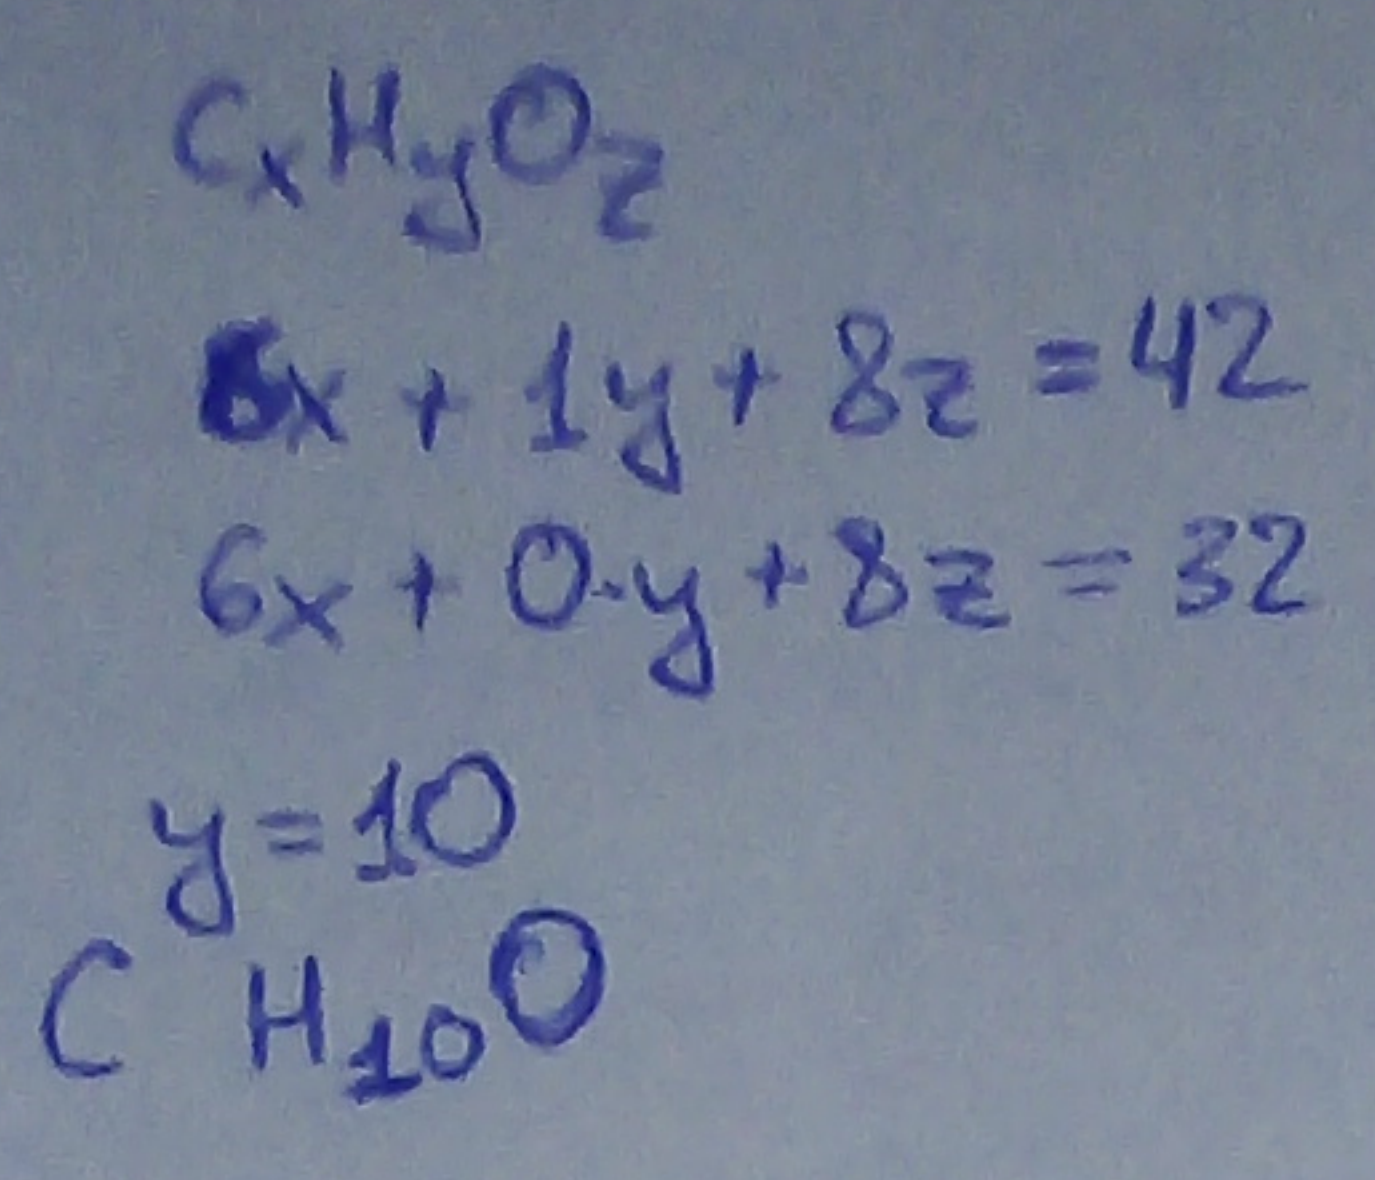 CxHyOz
6x + 1y + 8z = 42
6x + 0·y + 8z = 32
y = 10
C H10O